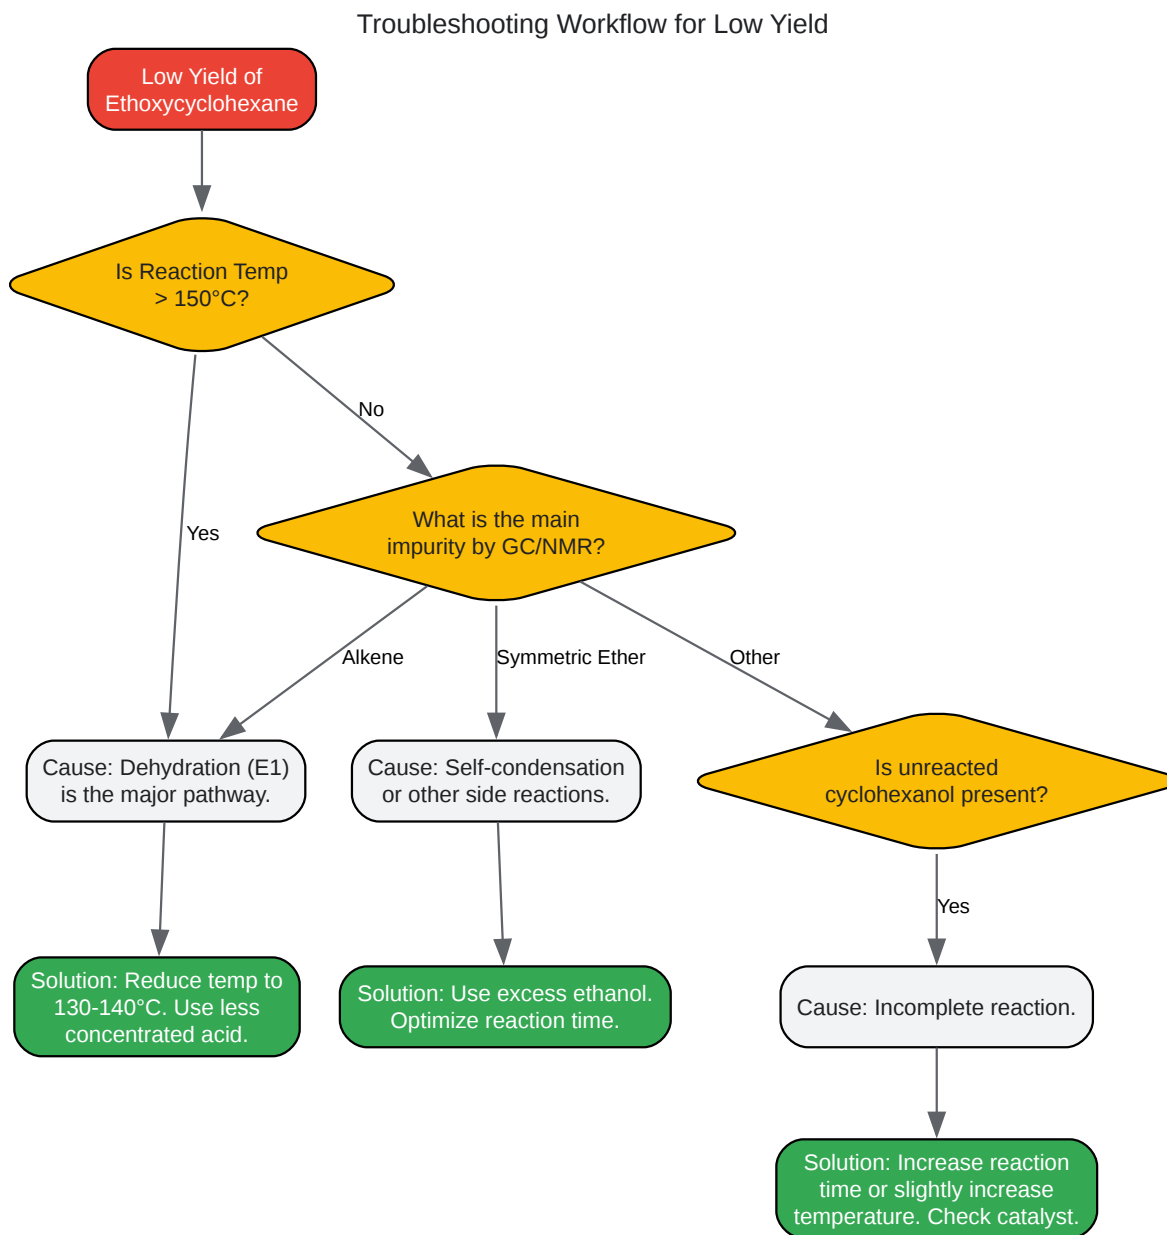 Troubleshooting Workflow for Low Yield
Low Yield of
Ethoxycyclohexane
Is Reaction Temp
> 150°C?
No
Yes
What is the main
impurity by GC/NMR?
Alkene
Symmetric Ether
Other
Cause: Dehydration (E1)
is the major pathway.
Cause: Self-condensation
or other side reactions.
Is unreacted
cyclohexanol present?
Yes
Solution: Reduce temp to
130-140°C. Use less
concentrated acid.
Solution: Use excess ethanol.
Optimize reaction time.
Cause: Incomplete reaction.
Solution: Increase reaction
time or slightly increase
temperature. Check catalyst.